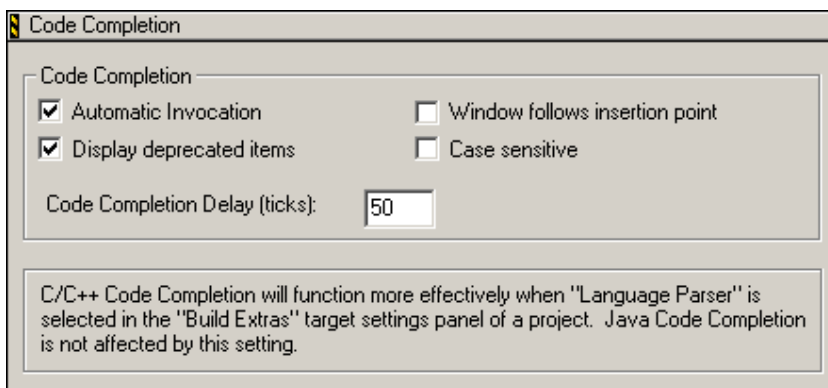 Code Completion
Code Completion
Automatic Invocation
Window follows insertion point
Display deprecated items
Case sensitive
Code Completion Delay (ticks):
50
C/C++ Code Completion will function more effectively when "Language Parser" is
selected in the "Build Extras" target settings panel of a project.  Java Code Completion
is not affected by this setting.